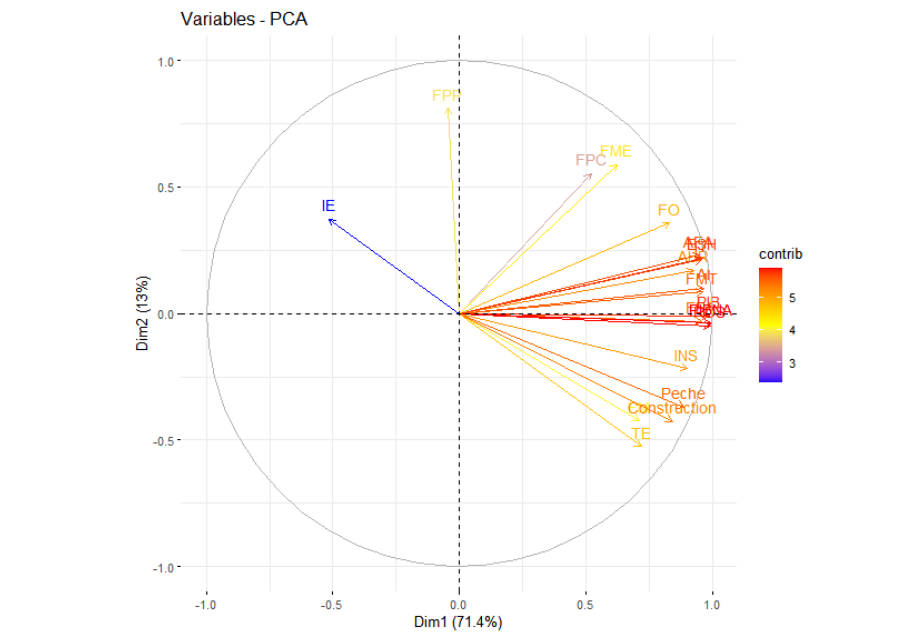 Variables - PCA
1.0
0.5
0.0
-0.5
-1.0
Dim2 (13%)
FPP
FPC
FME
IE
FO
FMT
PIB
INS
Peche
Construction
TE
contrib
5
4
3
-1.0
-0.5
0.0
0.5
1.0
Dim1 (71.4%)